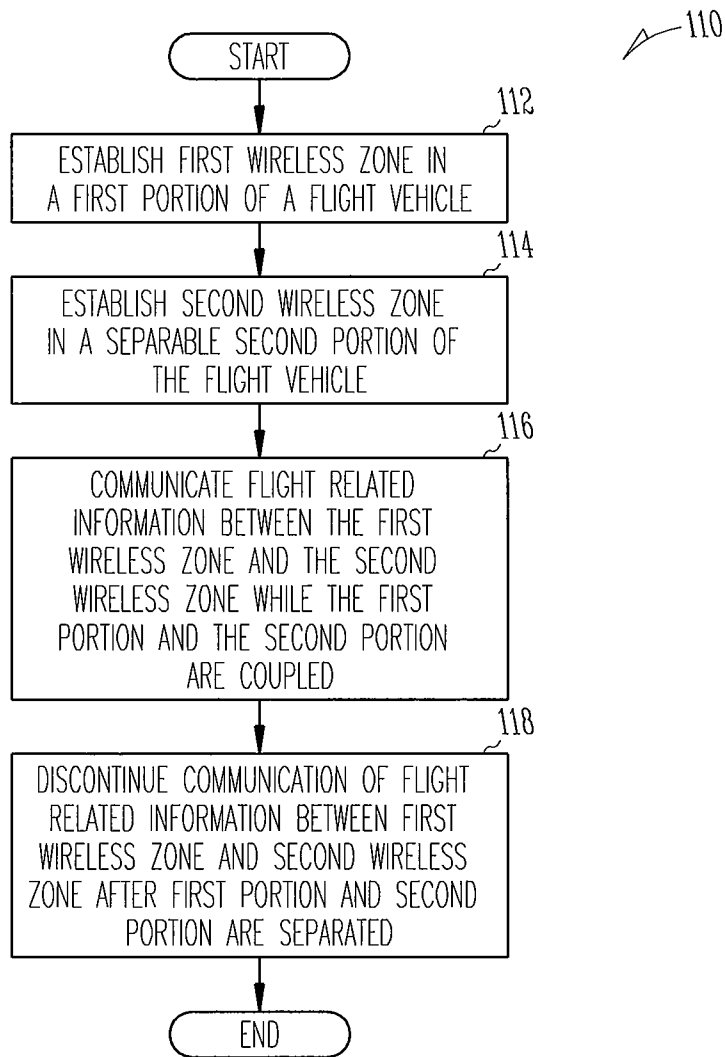 110
START
112
ESTABLISH FIRST WIRELESS ZONE IN
A FIRST PORTION OF A FLIGHT VEHICLE
114
ESTABLISH SECOND WIRELESS ZONE
IN A SEPARABLE SECOND PORTION OF
THE FLIGHT VEHICLE
116
COMMUNICATE FLIGHT RELATED
INFORMATION BETWEEN THE FIRST
WIRELESS ZONE AND THE SECOND
WIRELESS ZONE WHILE THE FIRST
PORTION AND THE SECOND PORTION
ARE COUPLED
118
DISCONTINUE COMMUNICATION OF FLIGHT
RELATED INFORMATION BETWEEN FIRST
WIRELESS ZONE AND SECOND WIRELESS
ZONE AFTER FIRST PORTION AND SECOND
PORTION ARE SEPARATED
END